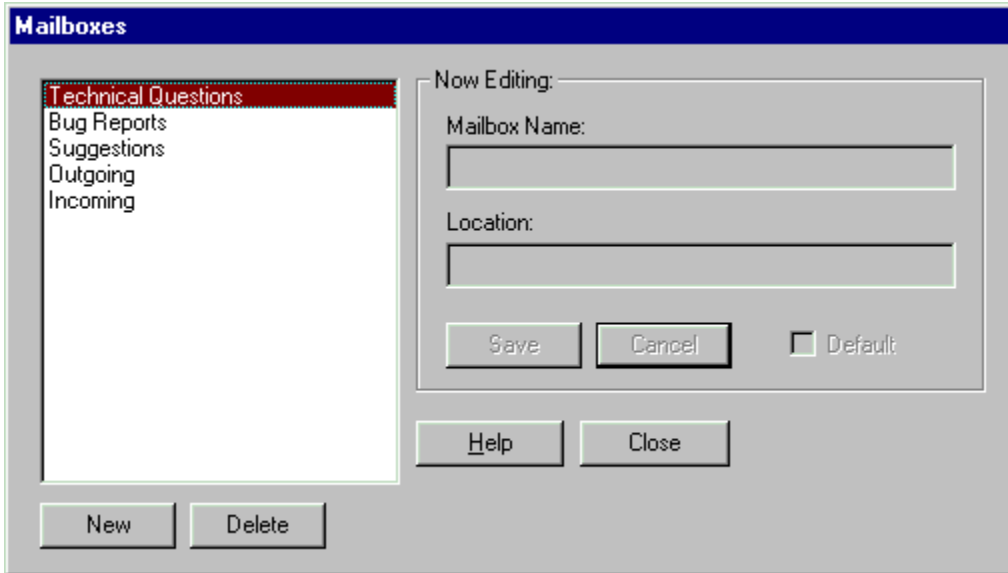 Mailboxes
Technical Questions
Bug Reports
Suggestions
Outgoing
Incoming
Now Editing:
Mailbox Name:
Location:
Save Cancel Default
Help Close
New Delete